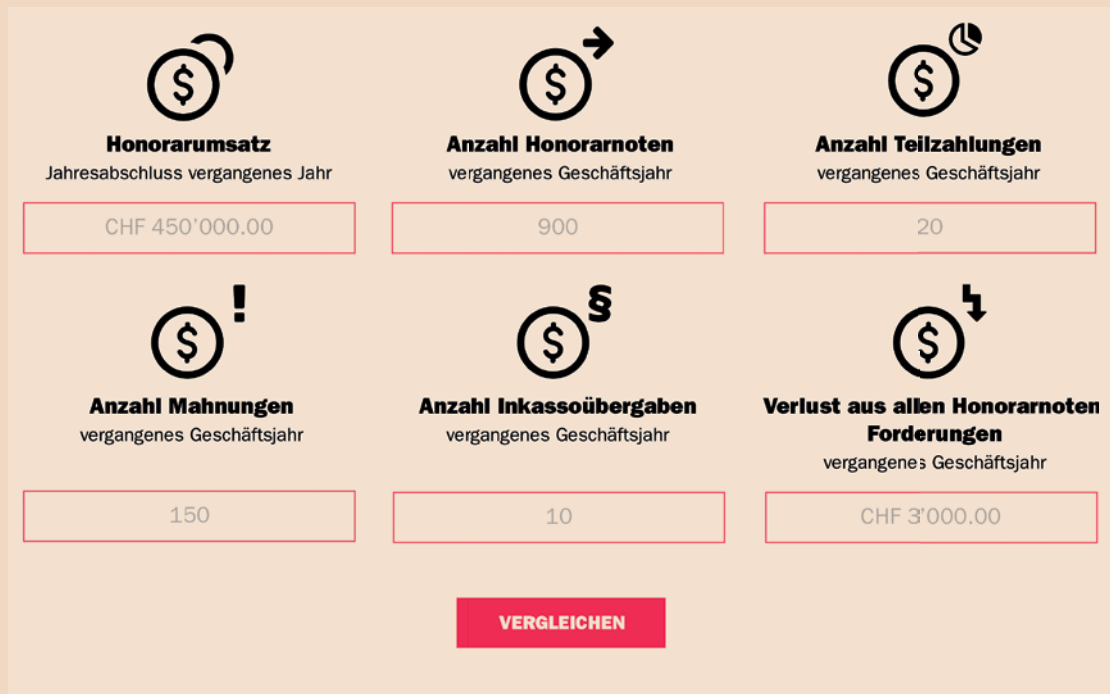 Honorarumsatz
Jahresabschluss vergangenes Jahr
CHF 450’000.00
Anzahl Honorarnoten
vergangenes Geschäftsjahr
900
Anzahl Teilzahlungen
vergangenes Geschäftsjahr
20
Anzahl Mahnungen
vergangenes Geschäftsjahr
150
Anzahl Inkassoübergaben
vergangenes Geschäftsjahr
10
Verlust aus allen Honorarnoten
Forderungen
vergangenes Geschäftsjahr
CHF 3’000.00
VERGLEICHEN